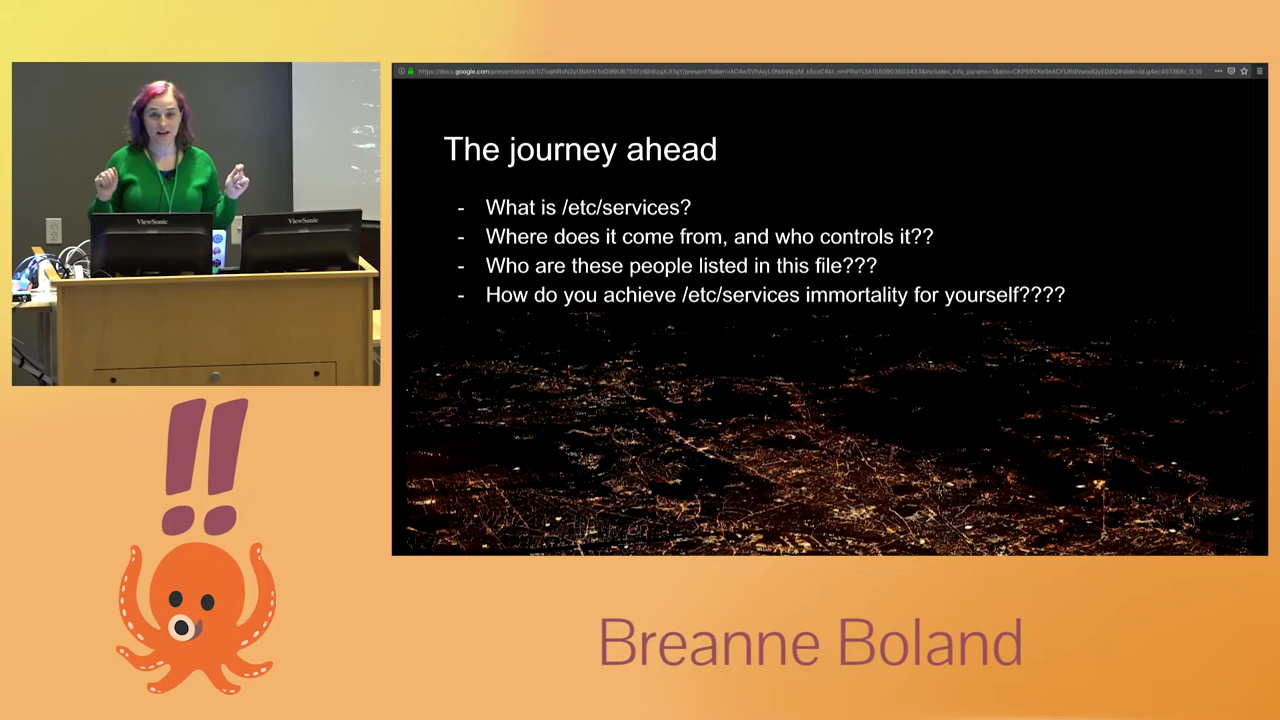 ViewSonic
ViewSonic
The journey ahead
- What is /etc/services?
- Where does it come from, and who controls it??
- Who are these people listed in this file???
- How do you achieve /etc/services immortality for yourself????
!!
Breanne Boland